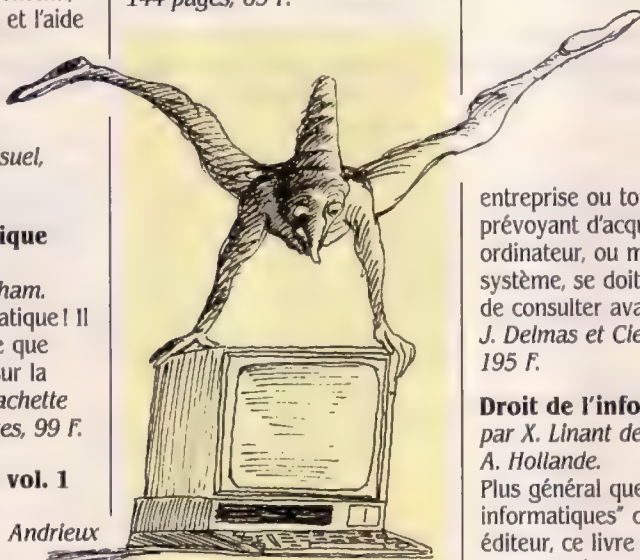 et l'aide
suel,
ique
ham.
atique ! Il
e que
sur la
achette
es, 99 F.
vol. 1
Andrieux
144 pages, 85 F.
entreprise ou to
prévoyant d'acqu
ordinateur, ou m
système, se doit
de consulter ava
J. Delmas et Cie
195 F.
Droit de l'info
par X. Linant de
A. Hollande.
Plus général que
informatiques" c
éditeur, ce livre